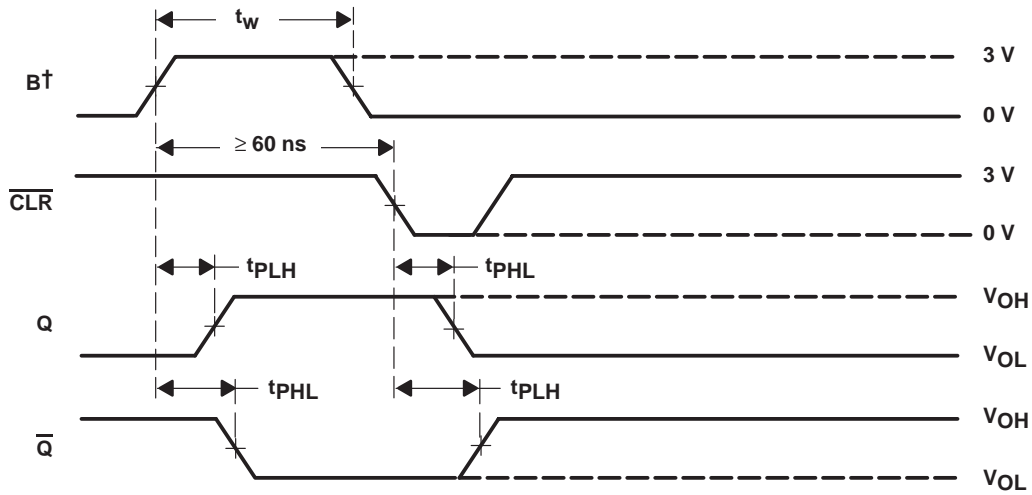 tw
B†
3 V
0 V
≥ 60 ns
CLR
3 V
0 V
tPLH
tPHL
Q
VOH
VOL
tPHL
tPLH
Q
VOH
VOL